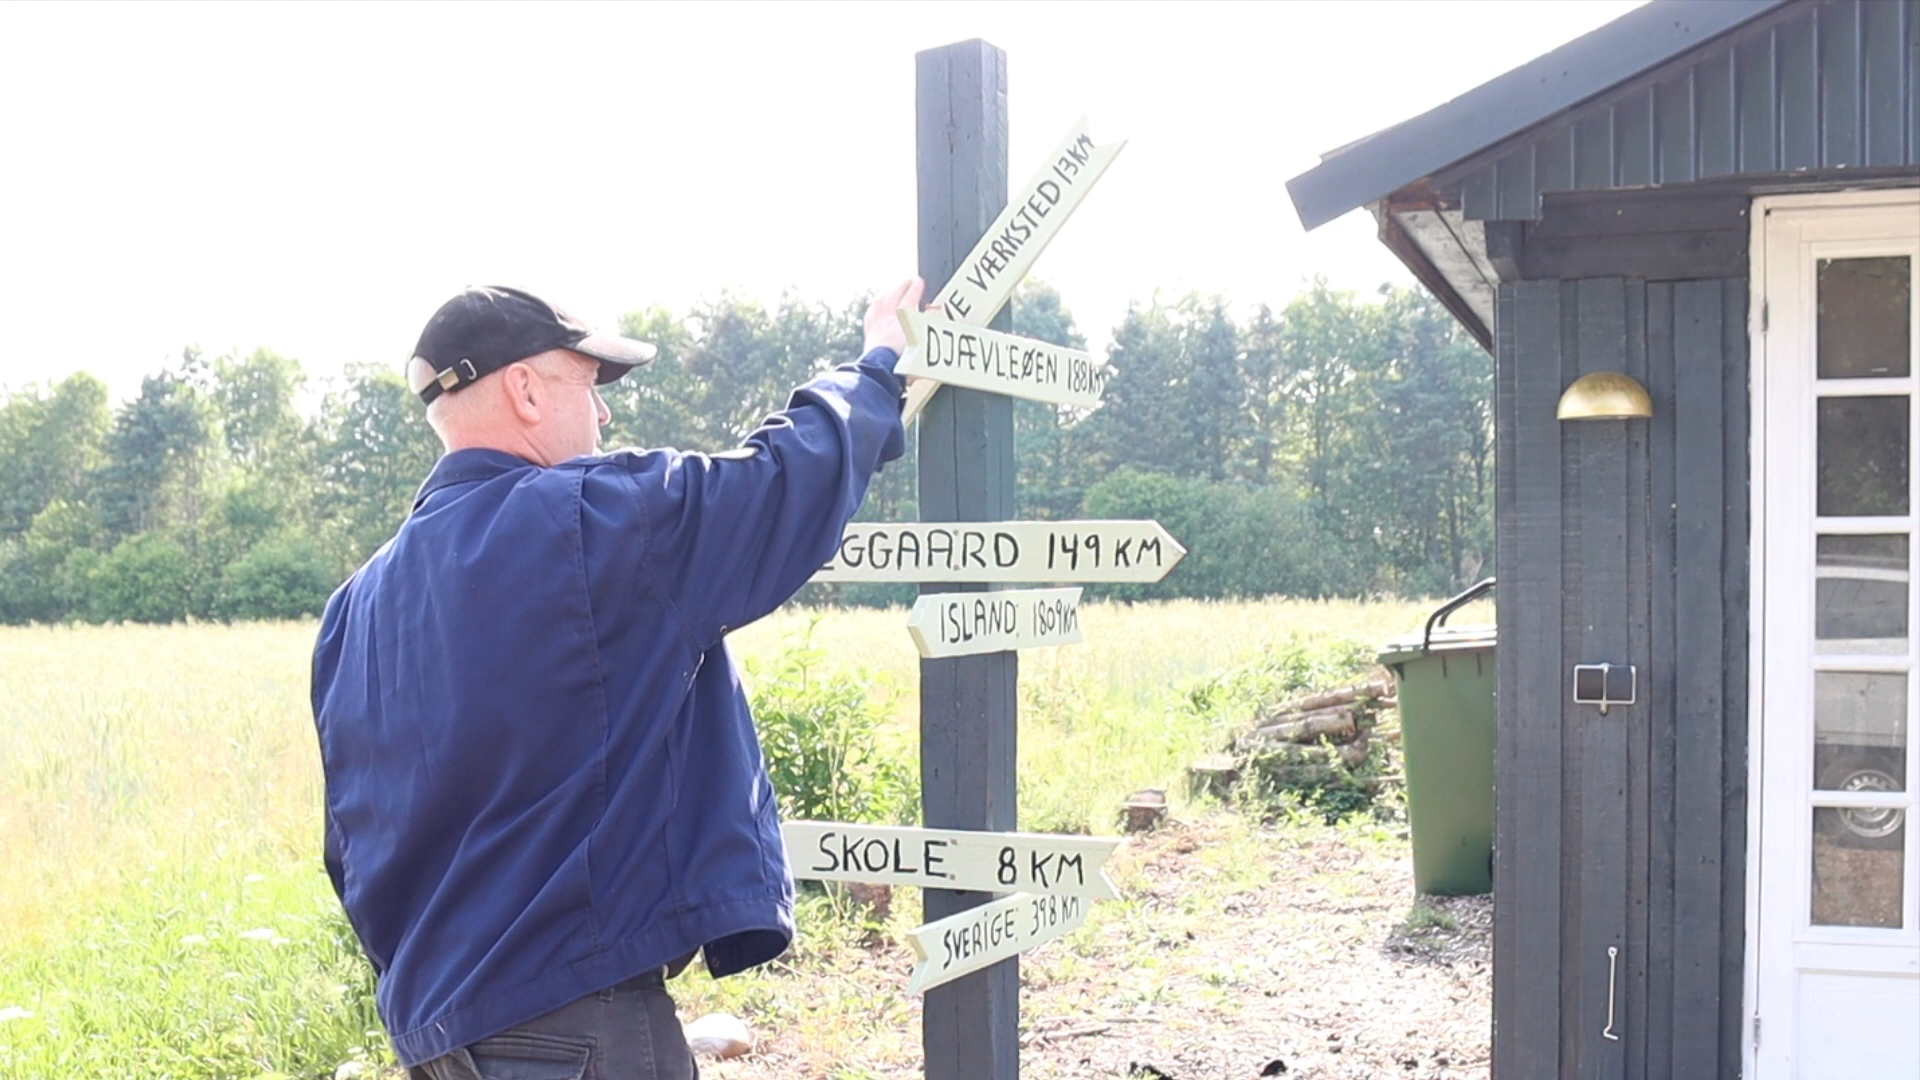 VÆRKSTED 13KM
DJÆVLEØEN 188KM
GGAARD 149 KM
ISLAND 1809KM
SKOLE 8 KM
SVERIGE 398 KM